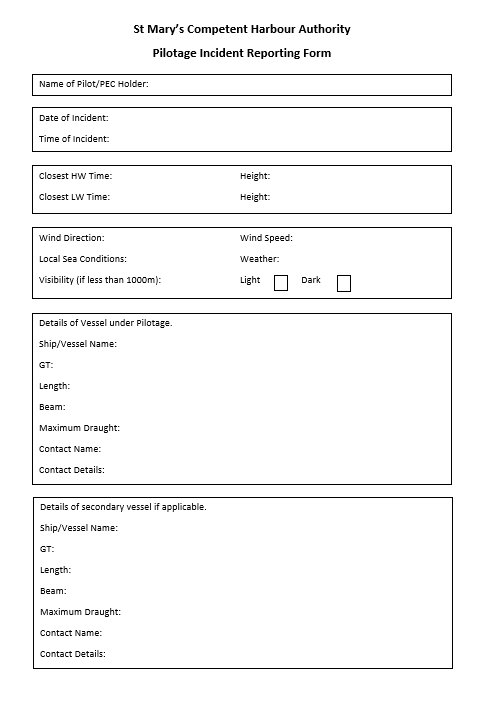 St Mary's Competent Harbour Authority
Pilotage Incident Reporting Form
Name of Pilot/PEC Holder:
Date of Incident:
Time of Incident:
Closest HW Time: Height:
Closest LW Time: Height:
Wind Direction: Wind Speed:
Local Sea Conditions: Weather:
Visibility (if less than 1000m): Light Dark
Details of Vessel under Pilotage.
Ship/Vessel Name:
GT:
Length:
Beam:
Maximum Draught:
Contact Name:
Contact Details:
Details of secondary vessel if applicable.
Ship/Vessel Name:
GT:
Length:
Beam:
Maximum Draught:
Contact Name:
Contact Details: